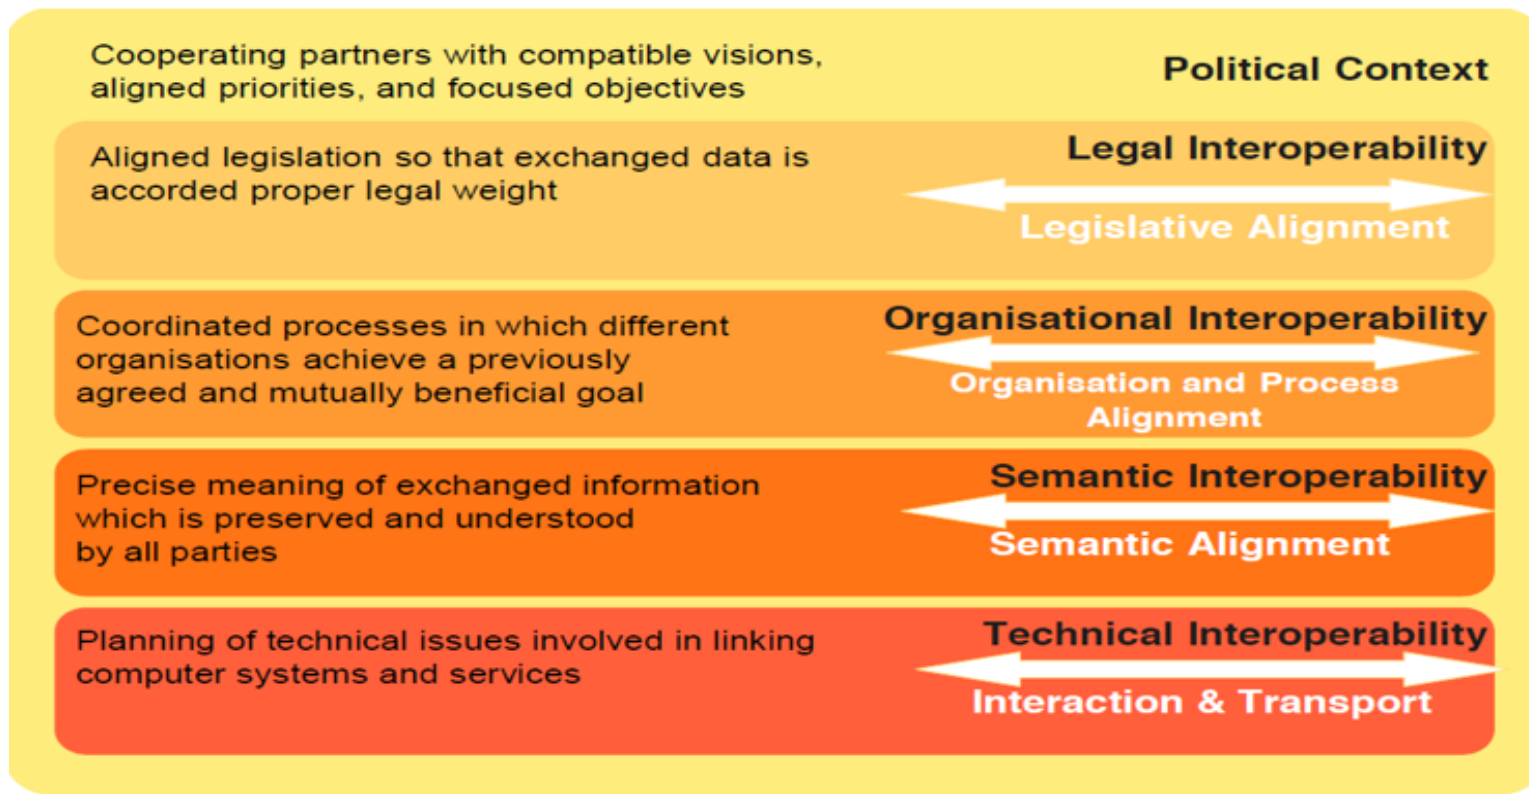 Cooperating partners with compatible visions,
aligned priorities, and focused objectives
Political Context
Aligned legislation so that exchanged data is
accorded proper legal weight
Legal Interoperability
Legislative Alignment
Coordinated processes in which different
organisations achieve a previously
agreed and mutually beneficial goal
Organisational Interoperability
Organisation and Process
Alignment
Precise meaning of exchanged information
which is preserved and understood
by all parties
Semantic Interoperability
Semantic Alignment
Planning of technical issues involved in linking
computer systems and services
Technical Interoperability
Interaction & Transport